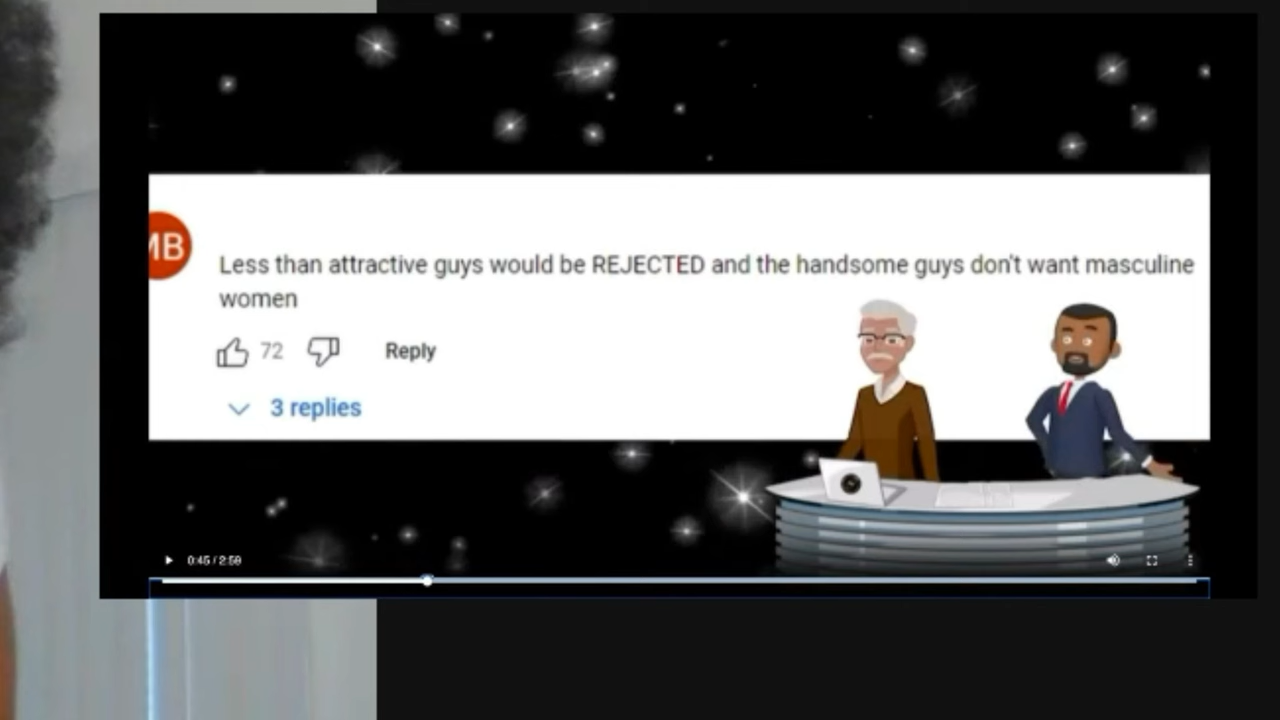 MB
Less than attractive guys would be REJECTED and the handsome guys don't want masculine
women
72
Reply
3 replies
0:45 / 2:59